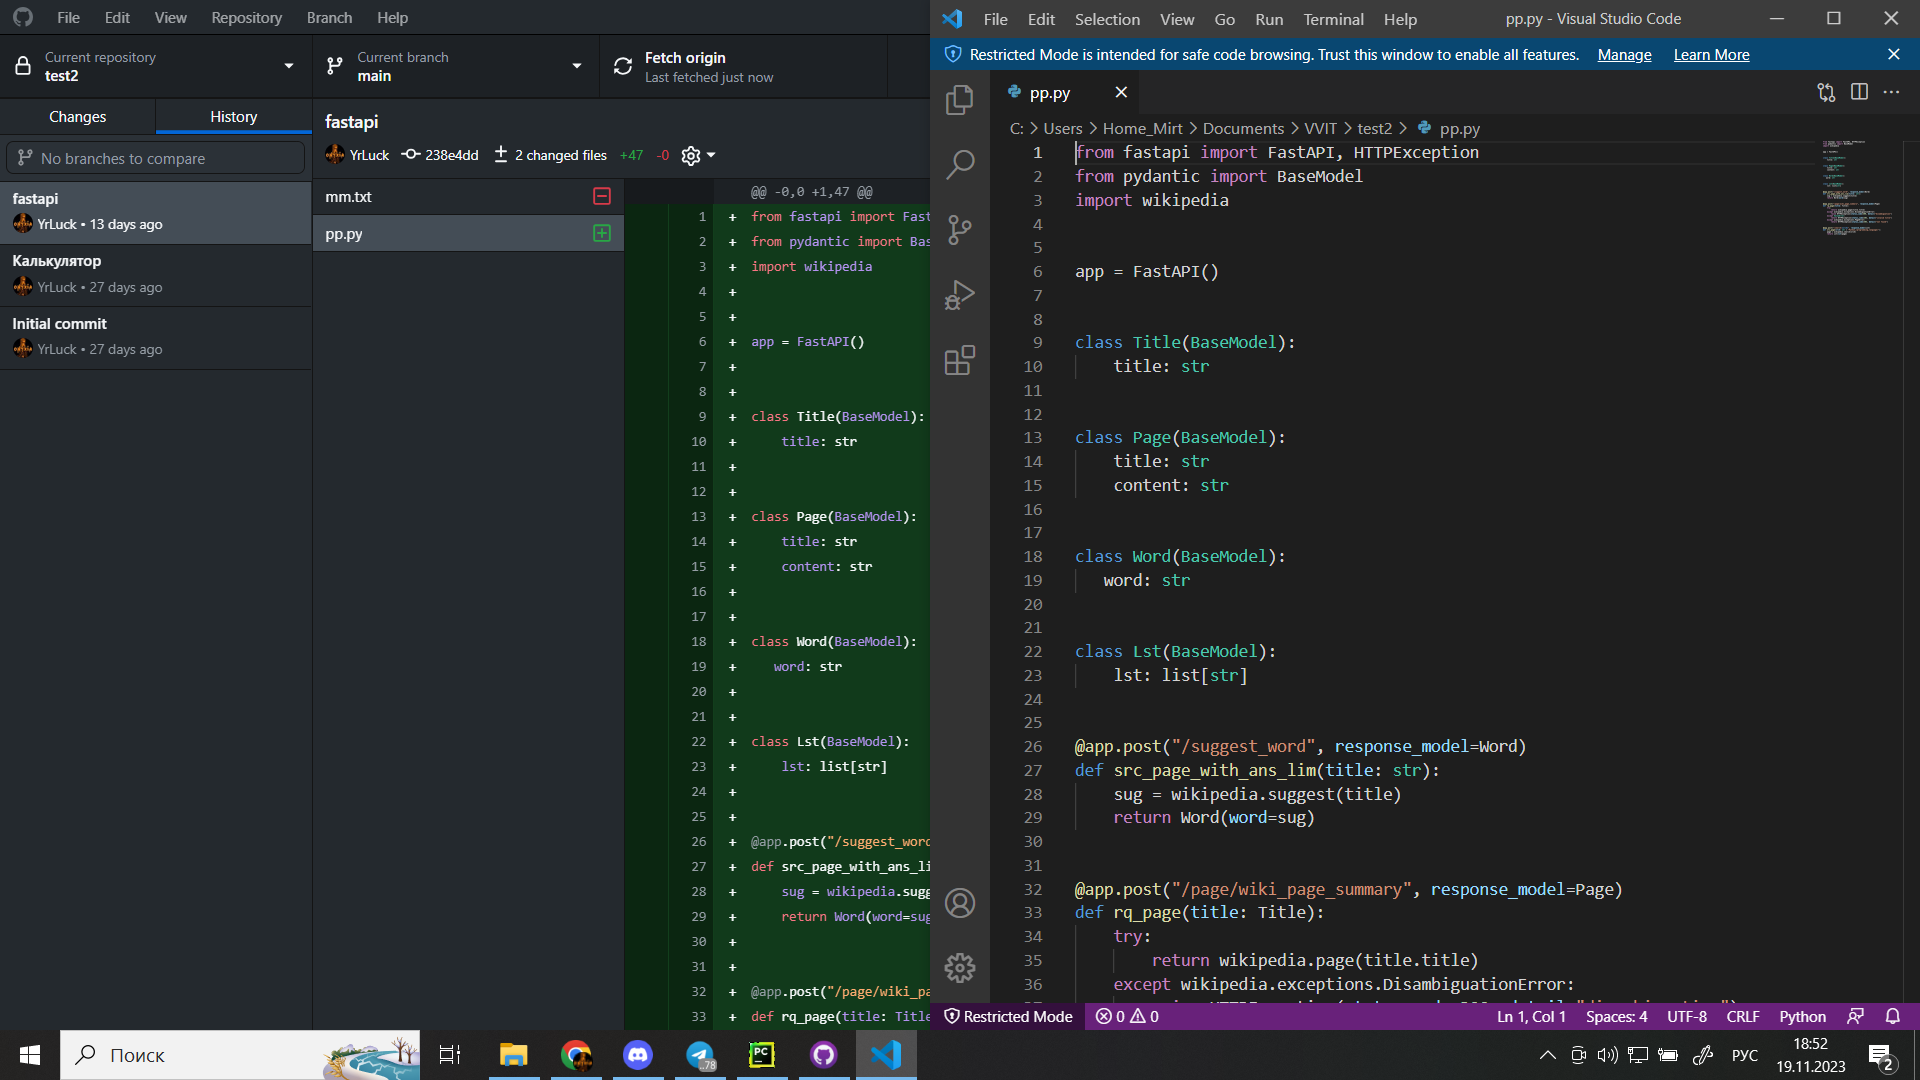 File Edit View Repository Branch Help
Current repository
test2
Current branch
main
Fetch origin
Last fetched just now
Changes
History
No branches to compare
fastapi
YrLuck • 13 days ago
Калькулятор
YrLuck • 27 days ago
Initial commit
YrLuck • 27 days ago
fastapi
YrLuck 238e4dd 2 changed files +47 -0
mm.txt
pp.py
@@ -0,0 +1,47 @@
1 + from fastapi import Fast
2 + from pydantic import Bas
3 + import wikipedia
4 +
5 +
6 + app = FastAPI()
7 +
8 +
9 + class Title(BaseModel):
10 + title: str
11 +
12 +
13 + class Page(BaseModel):
14 + title: str
15 + content: str
16 +
17 +
18 + class Word(BaseModel):
19 + word: str
20 +
21 +
22 + class Lst(BaseModel):
23 + lst: list[str]
24 +
25 +
26 + @app.post("/suggest_word
27 + def src_page_with_ans_li
28 + sug = wikipedia.sugg
29 + return Word(word=sug
30 +
31 +
32 + @app.post("/page/wiki_pa
33 + def rq_page(title: Title
File Edit Selection View Go Run Terminal Help pp.py - Visual Studio Code
Restricted Mode is intended for safe code browsing. Trust this window to enable all features. Manage Learn More
pp.py
C: > Users > Home_Mirt > Documents > VVIT > test2 > pp.py
1 from fastapi import FastAPI, HTTPException
2 from pydantic import BaseModel
3 import wikipedia
4
5
6 app = FastAPI()
7
8
9 class Title(BaseModel):
10 title: str
11
12
13 class Page(BaseModel):
14 title: str
15 content: str
16
17
18 class Word(BaseModel):
19 word: str
20
21
22 class Lst(BaseModel):
23 lst: list[str]
24
25
26 @app.post("/suggest_word", response_model=Word)
27 def src_page_with_ans_lim(title: str):
28 sug = wikipedia.suggest(title)
29 return Word(word=sug)
30
31
32 @app.post("/page/wiki_page_summary", response_model=Page)
33 def rq_page(title: Title):
34 try:
35 return wikipedia.page(title.title)
36 except wikipedia.exceptions.DisambiguationError:
Restricted Mode 0 0 Ln 1, Col 1 Spaces: 4 UTF-8 CRLF Python
Поиск
PC
78
РУС
18:52
19.11.2023
2